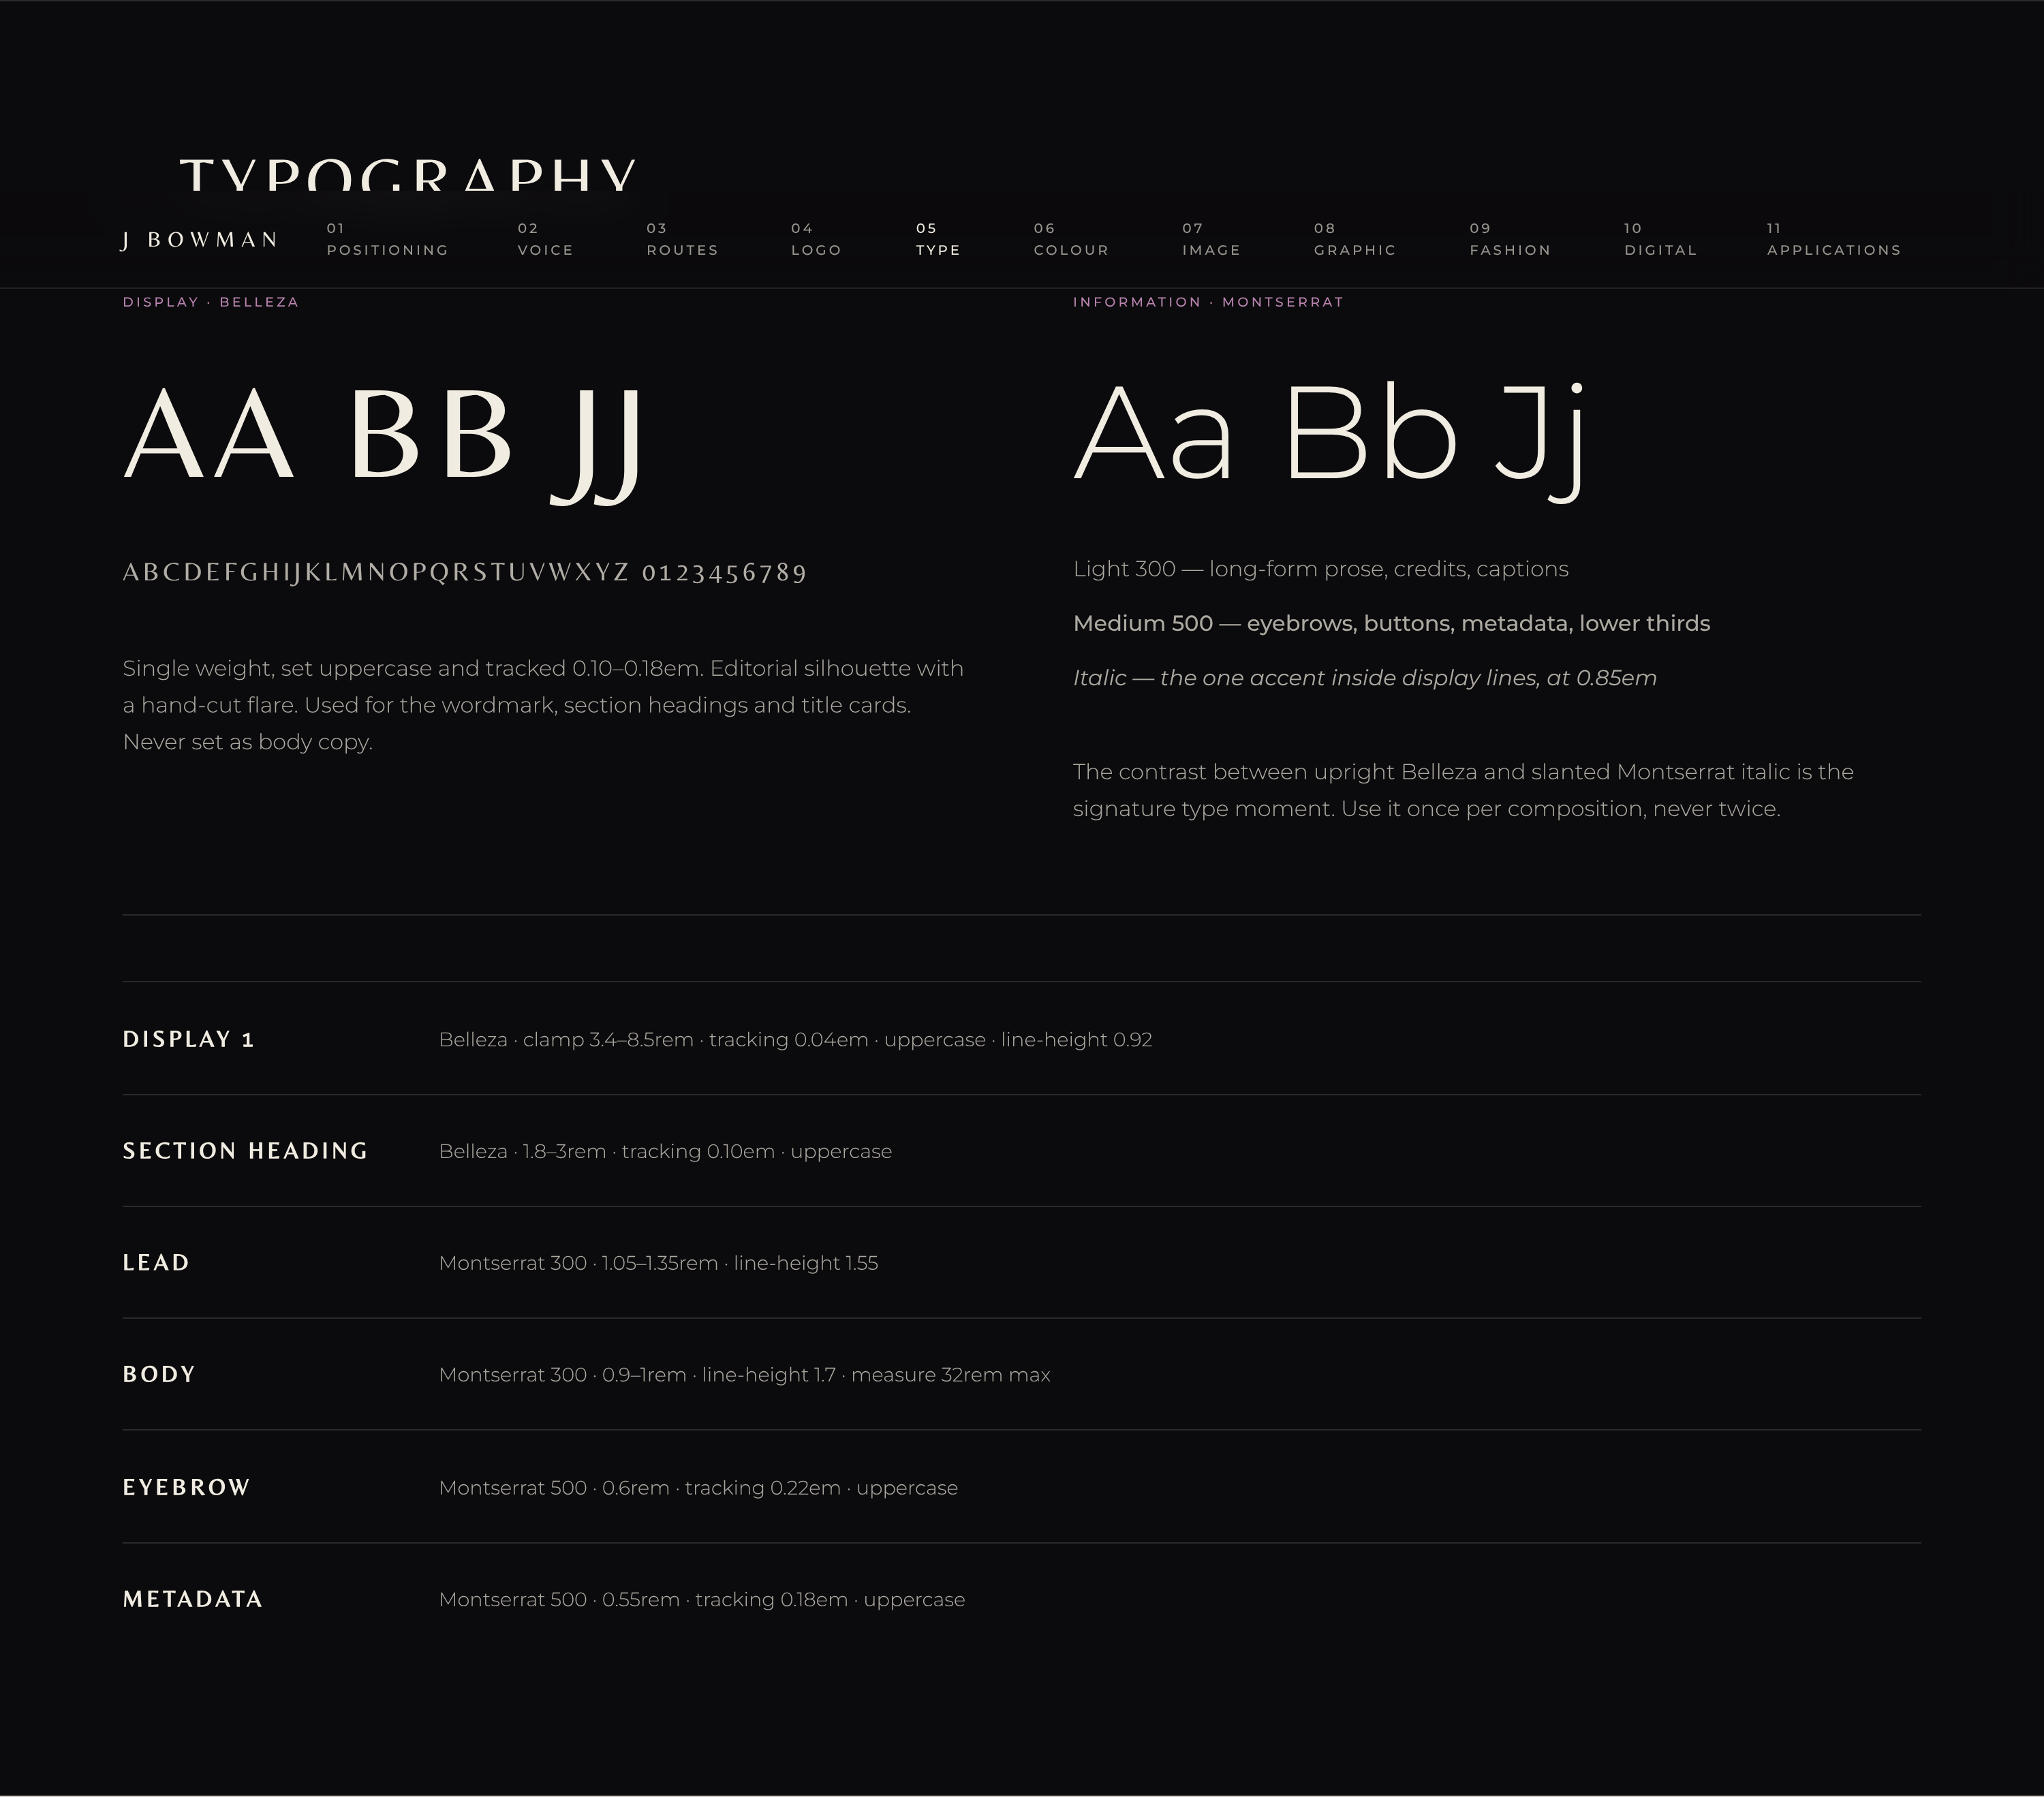 TYPOGRAPHY
J BOWMAN
01 POSITIONING
02 VOICE
03 ROUTES
04 LOGO
05 TYPE
06 COLOUR
07 IMAGE
08 GRAPHIC
09 FASHION
10 DIGITAL
11 APPLICATIONS
DISPLAY · BELLEZA
AA BB JJ
ABCDEFGHIJKLMNOPQRSTUVWXYZ 0123456789
Single weight, set uppercase and tracked 0.10–0.18em. Editorial silhouette with
a hand-cut flare. Used for the wordmark, section headings and title cards.
Never set as body copy.
INFORMATION · MONTSERRAT
Aa Bb Jj
Light 300 — long-form prose, credits, captions
Medium 500 — eyebrows, buttons, metadata, lower thirds
Italic — the one accent inside display lines, at 0.85em
The contrast between upright Belleza and slanted Montserrat italic is the
signature type moment. Use it once per composition, never twice.
DISPLAY 1 Belleza · clamp 3.4–8.5rem · tracking 0.04em · uppercase · line-height 0.92
SECTION HEADING Belleza · 1.8–3rem · tracking 0.10em · uppercase
LEAD Montserrat 300 · 1.05–1.35rem · line-height 1.55
BODY Montserrat 300 · 0.9–1rem · line-height 1.7 · measure 32rem max
EYEBROW Montserrat 500 · 0.6rem · tracking 0.22em · uppercase
METADATA Montserrat 500 · 0.55rem · tracking 0.18em · uppercase